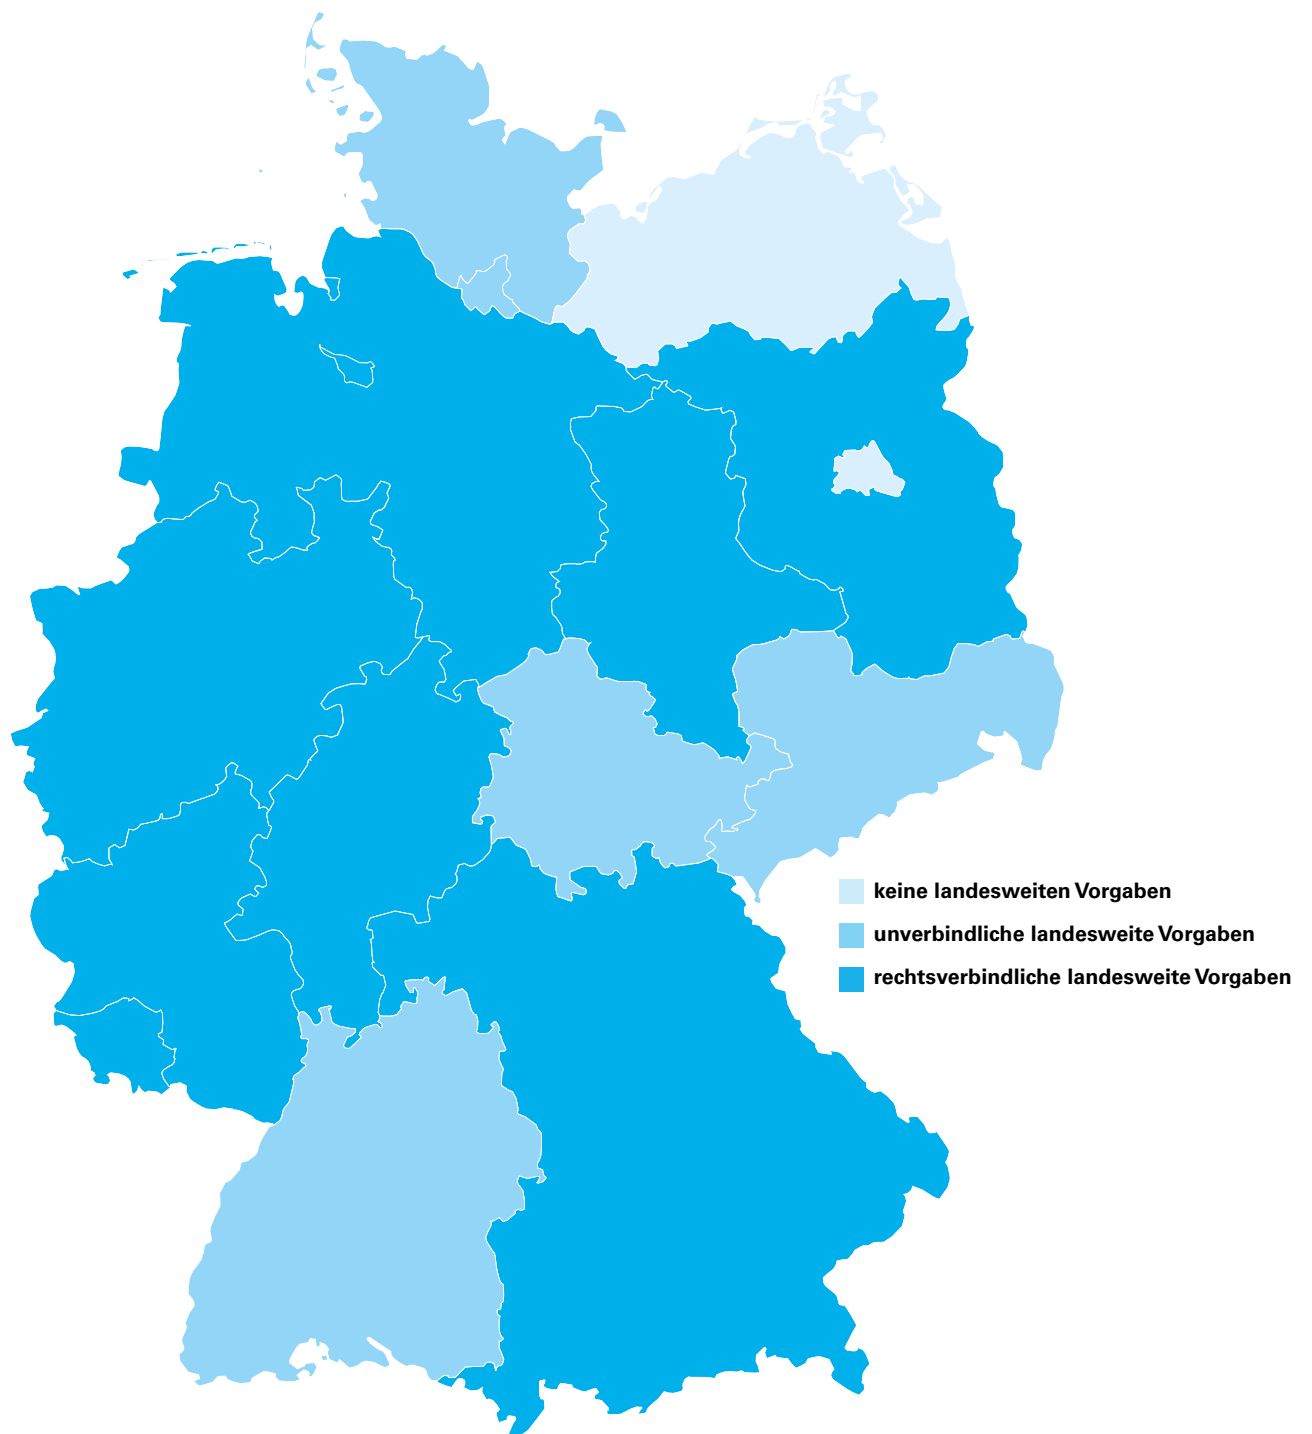 keine landesweiten Vorgaben
unverbindliche landesweite Vorgaben
rechtsverbindliche landesweite Vorgaben